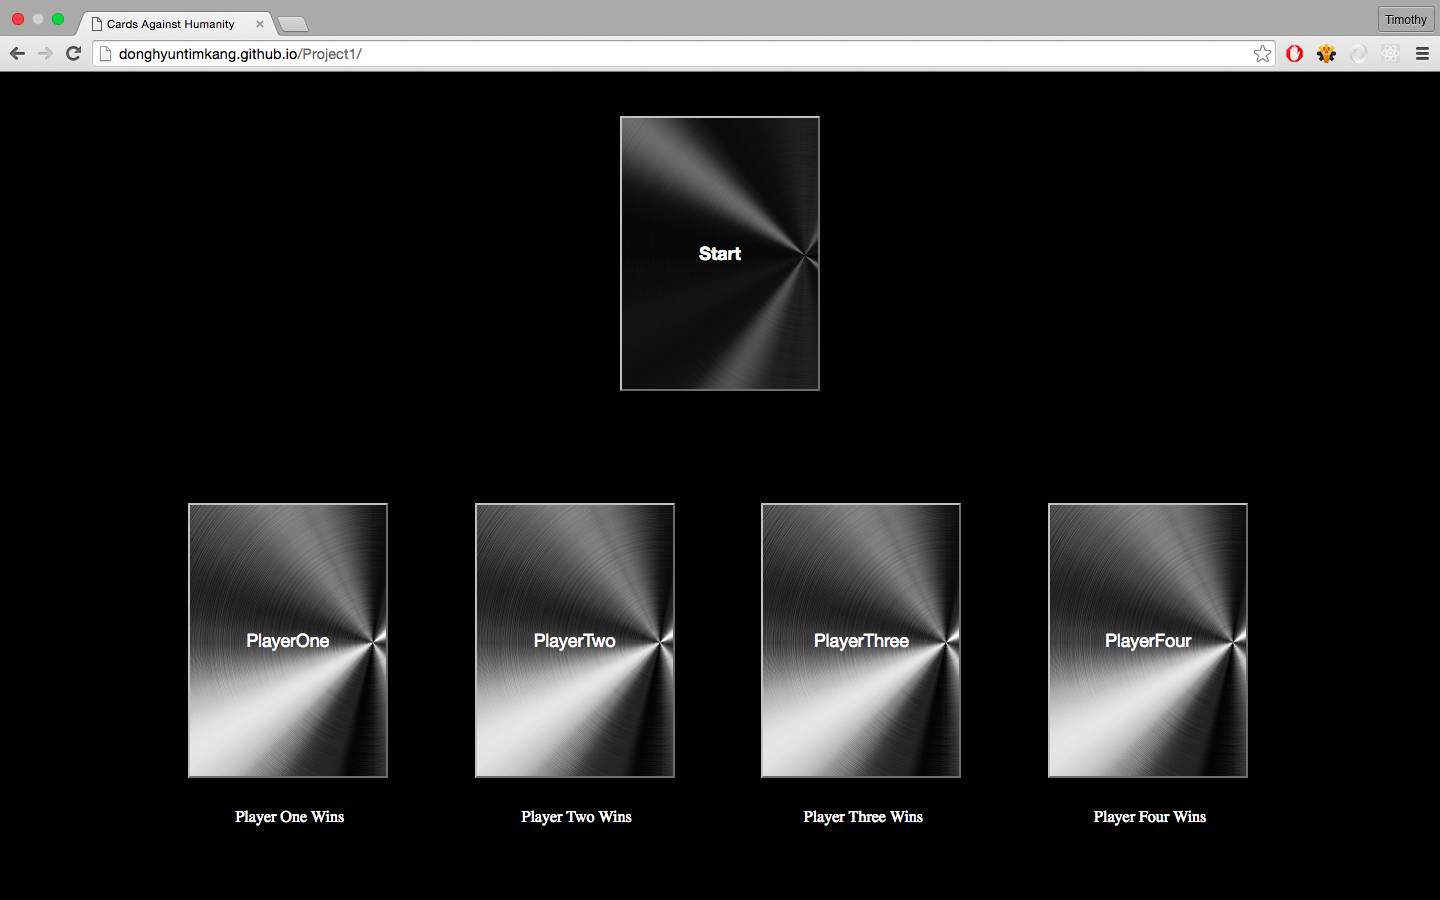 Cards Against Humanity
Timothy
donghyuntimkang.github.io/Project1/
Start
PlayerOne
PlayerTwo
PlayerThree
PlayerFour
Player One Wins
Player Two Wins
Player Three Wins
Player Four Wins